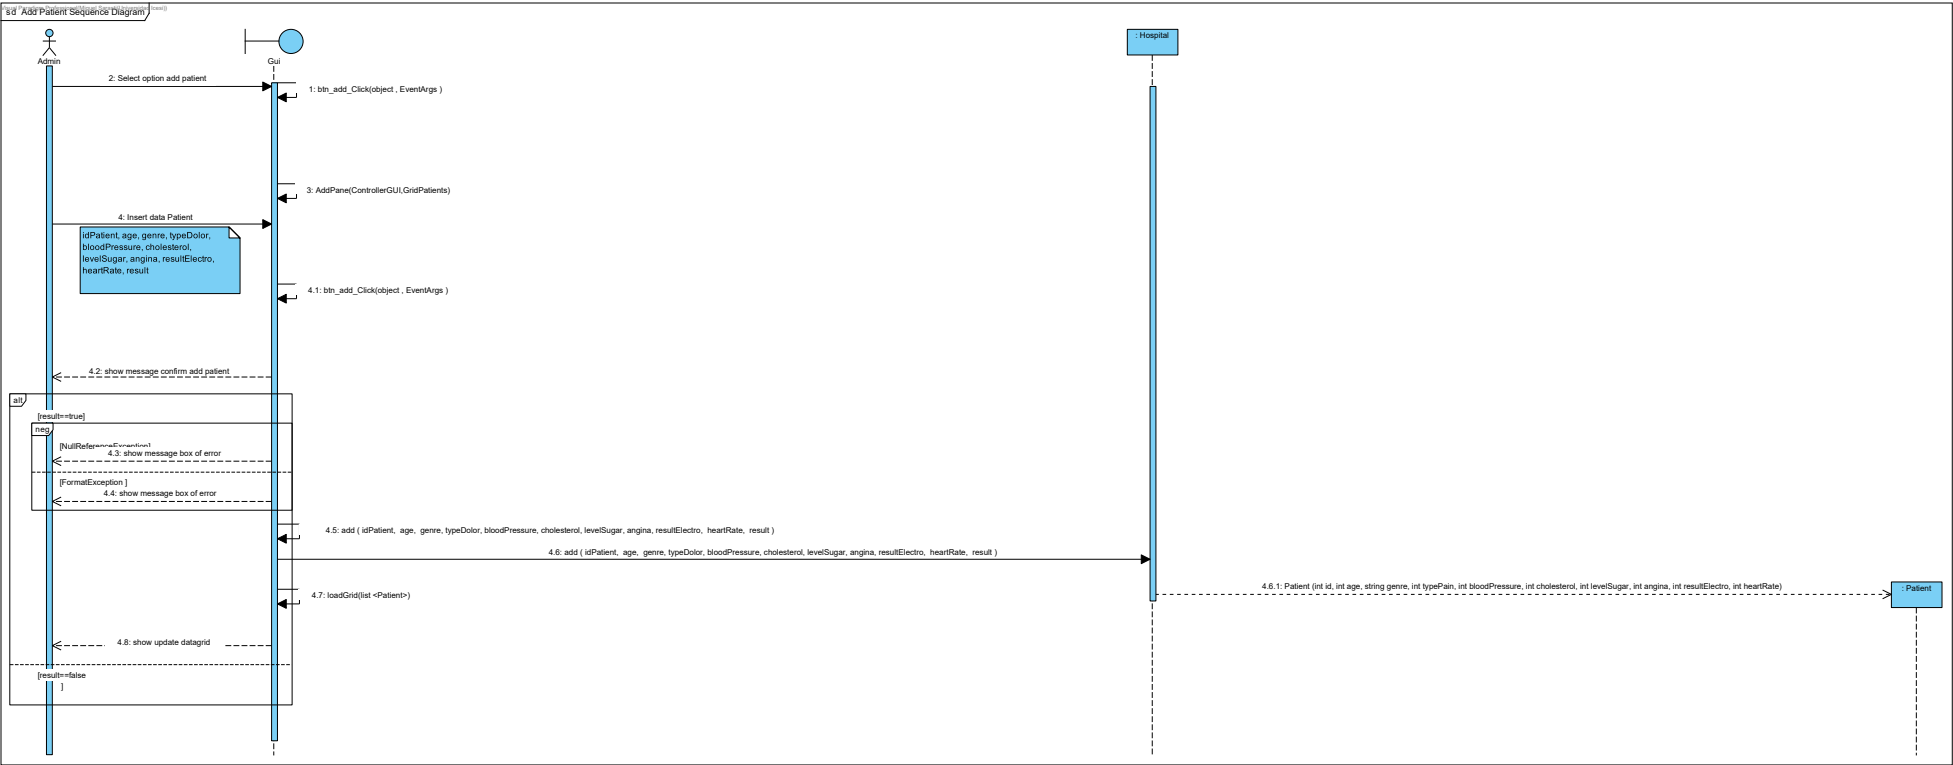 sd Add Patient Sequence Diagram
Admin
Gui
: Hospital
2: Select option add patient
1: btn_add_Click(object , EventArgs )
3: AddPane(ControllerGUI,GridPatients)
4: Insert data Patient
idPatient, age, genre, typeDolor,
bloodPressure, cholesterol,
levelSugar, angina, resultElectro,
heartRate, result
4.1: btn_add_Click(object , EventArgs )
4.2: show message confirm add patient
alt
[result==true]
neg
[NullReferenceException]
4.3: show message box of error
[FormatException ]
4.4: show message box of error
4.5: add ( idPatient, age, genre, typeDolor, bloodPressure, cholesterol, levelSugar, angina, resultElectro, heartRate, result )
4.6: add ( idPatient, age, genre, typeDolor, bloodPressure, cholesterol, levelSugar, angina, resultElectro, heartRate, result )
4.6.1: Patient (int id, int age, string genre, int typePain, int bloodPressure, int cholesterol, int levelSugar, int angina, int resultElectro, int heartRate)
: Patient
4.7: loadGrid(list <Patient>)
4.8: show update datagrid
[result==false
]